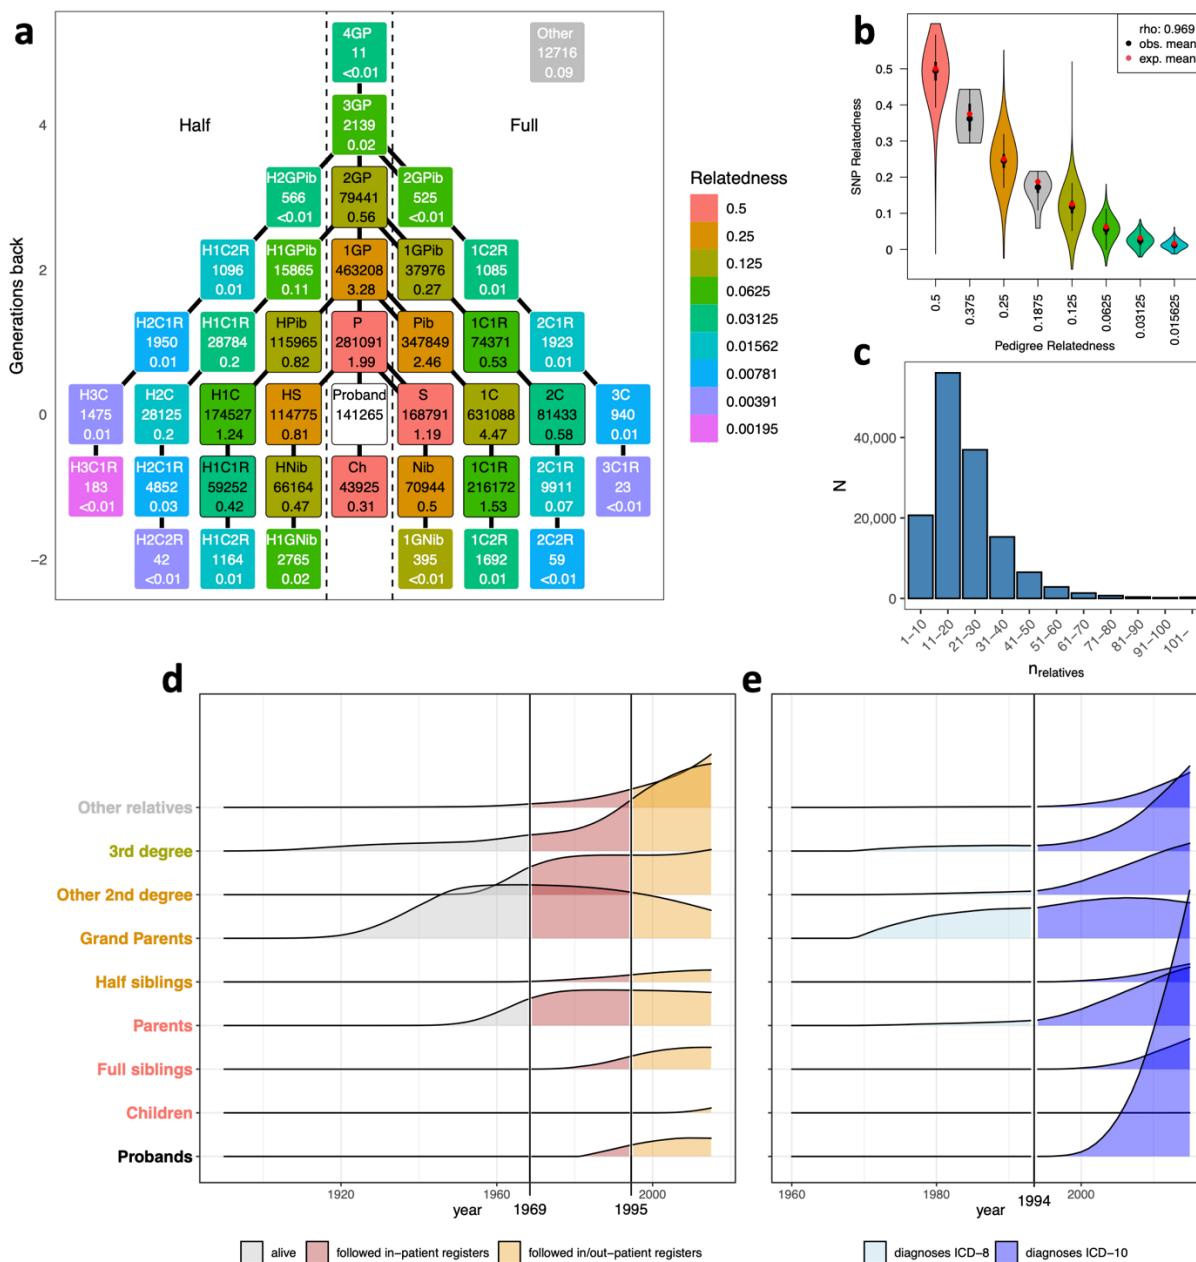 a
Half
Full
Generations back
4
2
0
−2
4GP
11
<0.01
Other
12716
0.09
3GP
2139
0.02
H2GPib
566
<0.01
2GP
79441
0.56
2GPib
525
<0.01
H1C2R
1096
0.01
H1GPib
15865
0.11
1GP
463208
3.28
1GPib
37976
0.27
1C2R
1085
0.01
H2C1R
1950
0.01
H1C1R
28784
0.2
HPib
115965
0.82
P
281091
1.99
Pib
347849
2.46
1C1R
74371
0.53
2C1R
1923
0.01
H3C
1475
0.01
H2C
28125
0.2
H1C
174527
1.24
HS
114775
0.81
Proband
141265
S
168791
1.19
1C
631088
4.47
2C
81433
0.58
3C
940
0.01
H3C1R
183
<0.01
H2C1R
4852
0.03
H1C1R
59252
0.42
HNib
66164
0.47
Ch
43925
0.31
Nib
70944
0.5
1C1R
216172
1.53
2C1R
9911
0.07
3C1R
23
<0.01
H2C2R
42
<0.01
H1C2R
1164
0.01
H1GNib
2765
0.02
1GNib
395
<0.01
1C2R
1692
0.01
2C2R
59
<0.01
Relatedness
0.5
0.25
0.125
0.0625
0.03125
0.01562
0.00781
0.00391
0.00195
b
rho: 0.969
obs. mean
exp. mean
SNP Relatedness
0.5
0.4
0.3
0.2
0.1
0
0.5
0.375
0.25
0.1875
0.125
0.0625
0.03125
0.015625
Pedigree Relatedness
c
N
40,000
20,000
0
1−10
11−20
21−30
31−40
41−50
51−60
61−70
71−80
81−90
91−100
101−
n relatives
d
Other relatives
3rd degree
Other 2nd degree
Grand Parents
Half siblings
Parents
Full siblings
Children
Probands
1920
1960
2000
year
1969
1995
alive
followed in−patient registers
followed in/out−patient registers
e
1960
1980
2000
year
1994
diagnoses ICD−8
diagnoses ICD−10